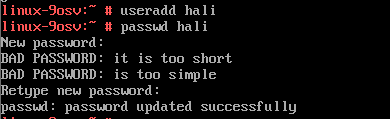 linux-9osv:~ # useradd hali
linux-9osv:~ # passwd hali
New password:
BAD PASSWORD: it is too short
BAD PASSWORD: is too simple
Retype new password:
passwd: password updated successfully